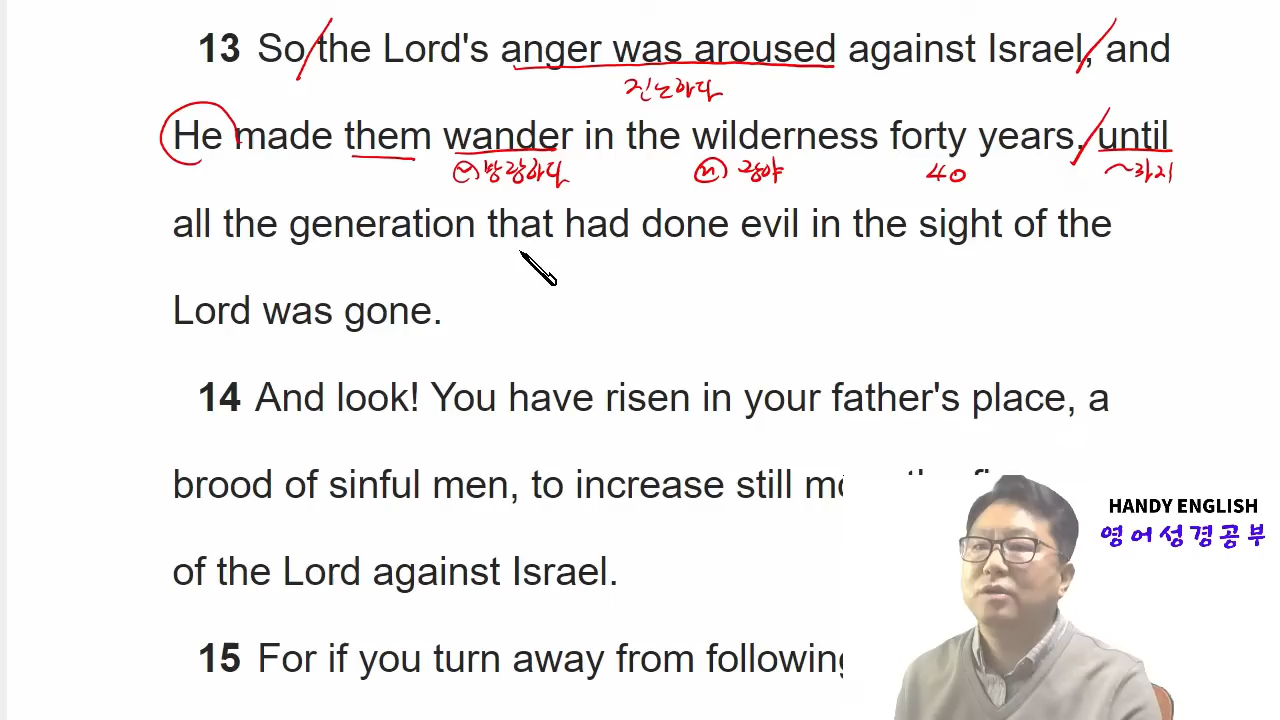 13 So the Lord's anger was aroused against Israel, and
진노하다
He made them wander in the wilderness forty years, until
ⓥ 방랑하다 ⓝ 광야 40 ~까지
all the generation that had done evil in the sight of the
Lord was gone.
14 And look! You have risen in your father's place, a
brood of sinful men, to increase still
of the Lord against Israel.
15 For if you turn away from following
HANDY ENGLISH
영어성경공부